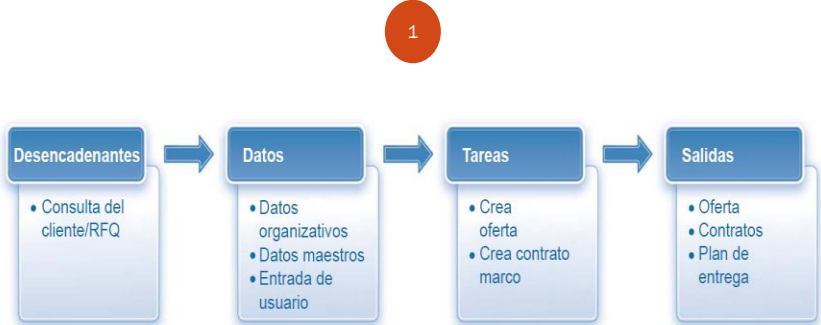 1
Desencadenantes
• Consulta del
cliente/RFQ
Datos
• Datos
organizativos
• Datos maestros
• Entrada de
usuario
Tareas
• Crea
oferta
• Crea contrato
marco
Salidas
• Oferta
• Contratos
• Plan de
entrega